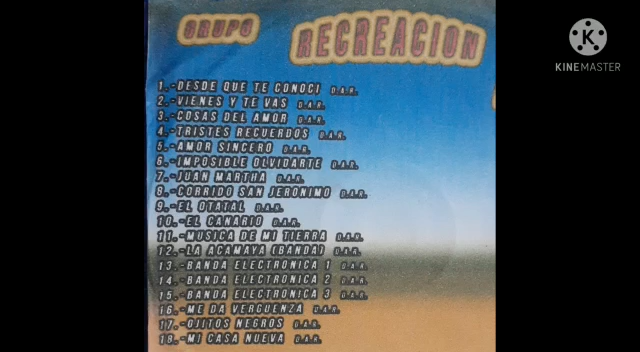 GRUPO RECREACION
KINEMASTER
1.-DESDE QUE TE CONOCI D.A.R.
2.-VIENES Y TE VAS D.A.R.
3.-COSAS DEL AMOR D.A.R.
4.-TRISTES RECUERDOS D.A.R.
5.-AMOR SINCERO D.A.R.
6.-IMPOSIBLE OLVIDARTE D.A.R.
7.-JUAN MARTHA D.A.R.
8.-CORRIDO SAN JERONIMO D.A.R.
9.-EL OTATAL D.A.R.
10.-EL CANARIO D.A.R.
11.-MUSICA DE MI TIERRA D.A.R.
12.-LA ACAMAYA (BANDA) D.A.R.
13.-BANDA ELECTRONICA 1 D.A.R.
14.-BANDA ELECTRONICA 2 D.A.R.
15.-BANDA ELECTRONICA 3 D.A.R.
16.-ME DA VERGUENZA D.A.R.
17.-OJITOS NEGROS D.A.R.
18.-MI CASA NUEVA D.A.R.